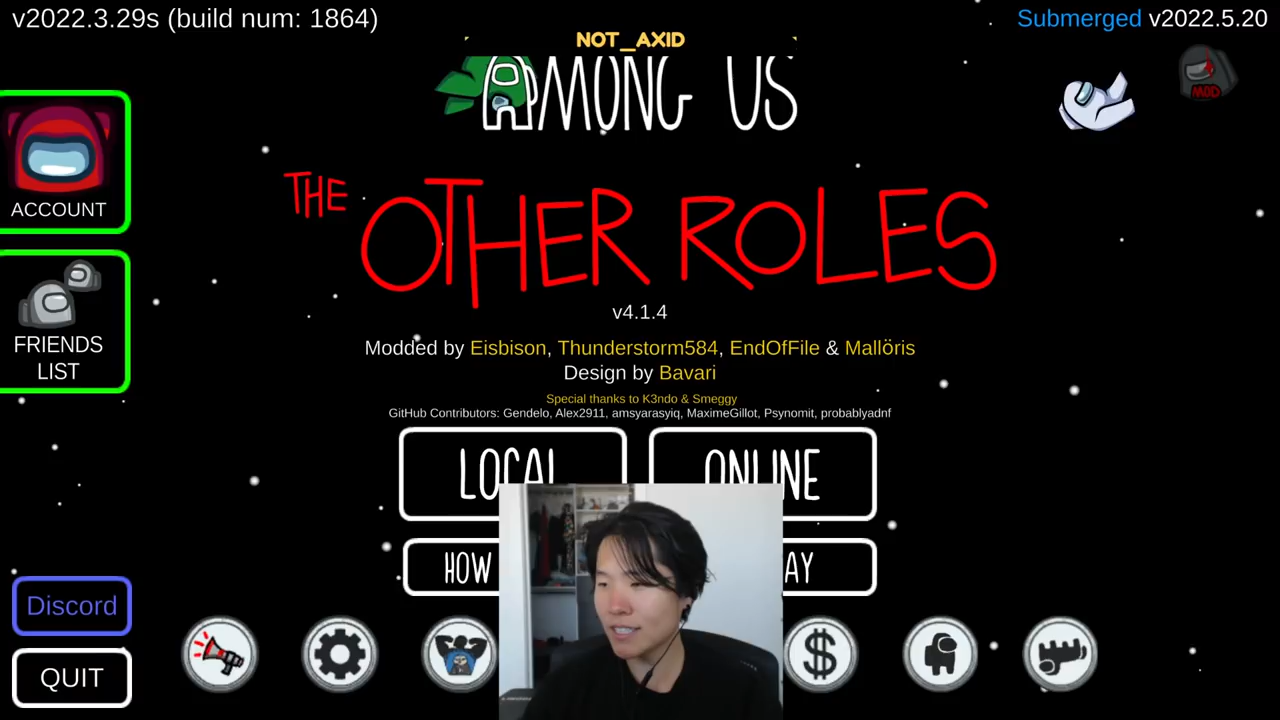 v2022.3.29s (build num: 1864)
Submerged v2022.5.20
NOT_AXID
AMONG US
MOD
ACCOUNT
THE OTHER ROLES
v4.1.4
FRIENDS
LIST
Modded by Eisbison, Thunderstorm584, EndOfFile & Mallöris
Design by Bavari
Special thanks to K3ndo & Smeggy
GitHub Contributors: Gendelo, Alex2911, amsyarasyiq, MaximeGillot, Psynomit, probablyadnf
LOCAL
ONLINE
HOW
AY
Discord
QUIT
$